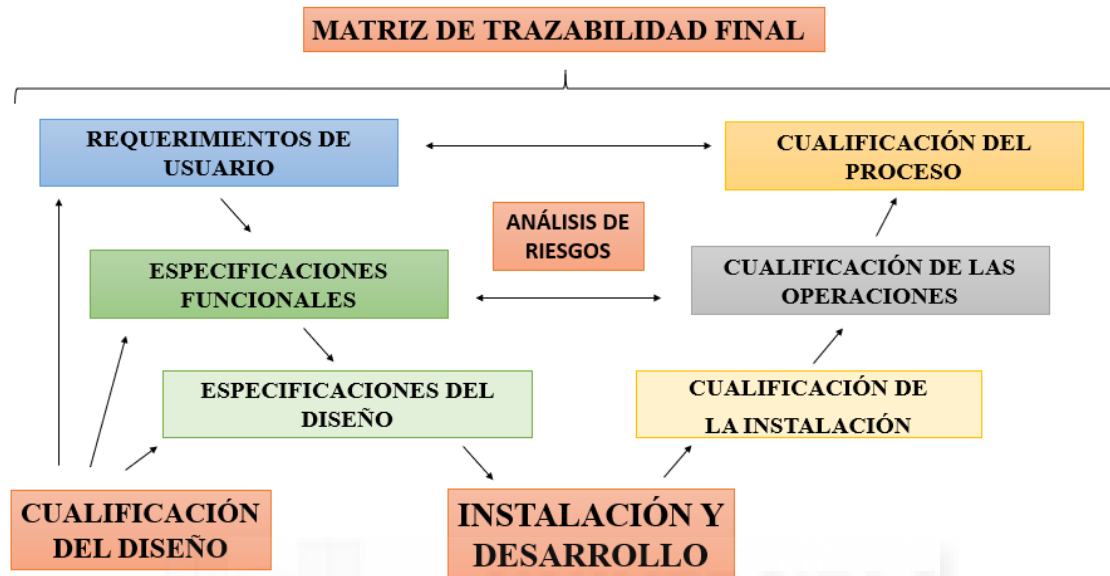 MATRIZ DE TRAZABILIDAD FINAL
REQUERIMIENTOS DE
USUARIO
CUALIFICACIÓN DEL
PROCESO
ANÁLISIS DE
RIESGOS
ESPECIFICACIONES
FUNCIONALES
CUALIFICACIÓN DE LAS
OPERACIONES
ESPECIFICACIONES DEL
DISEÑO
CUALIFICACIÓN DE
LA INSTALACIÓN
CUALIFICACIÓN
DEL DISEÑO
INSTALACIÓN Y
DESARROLLO